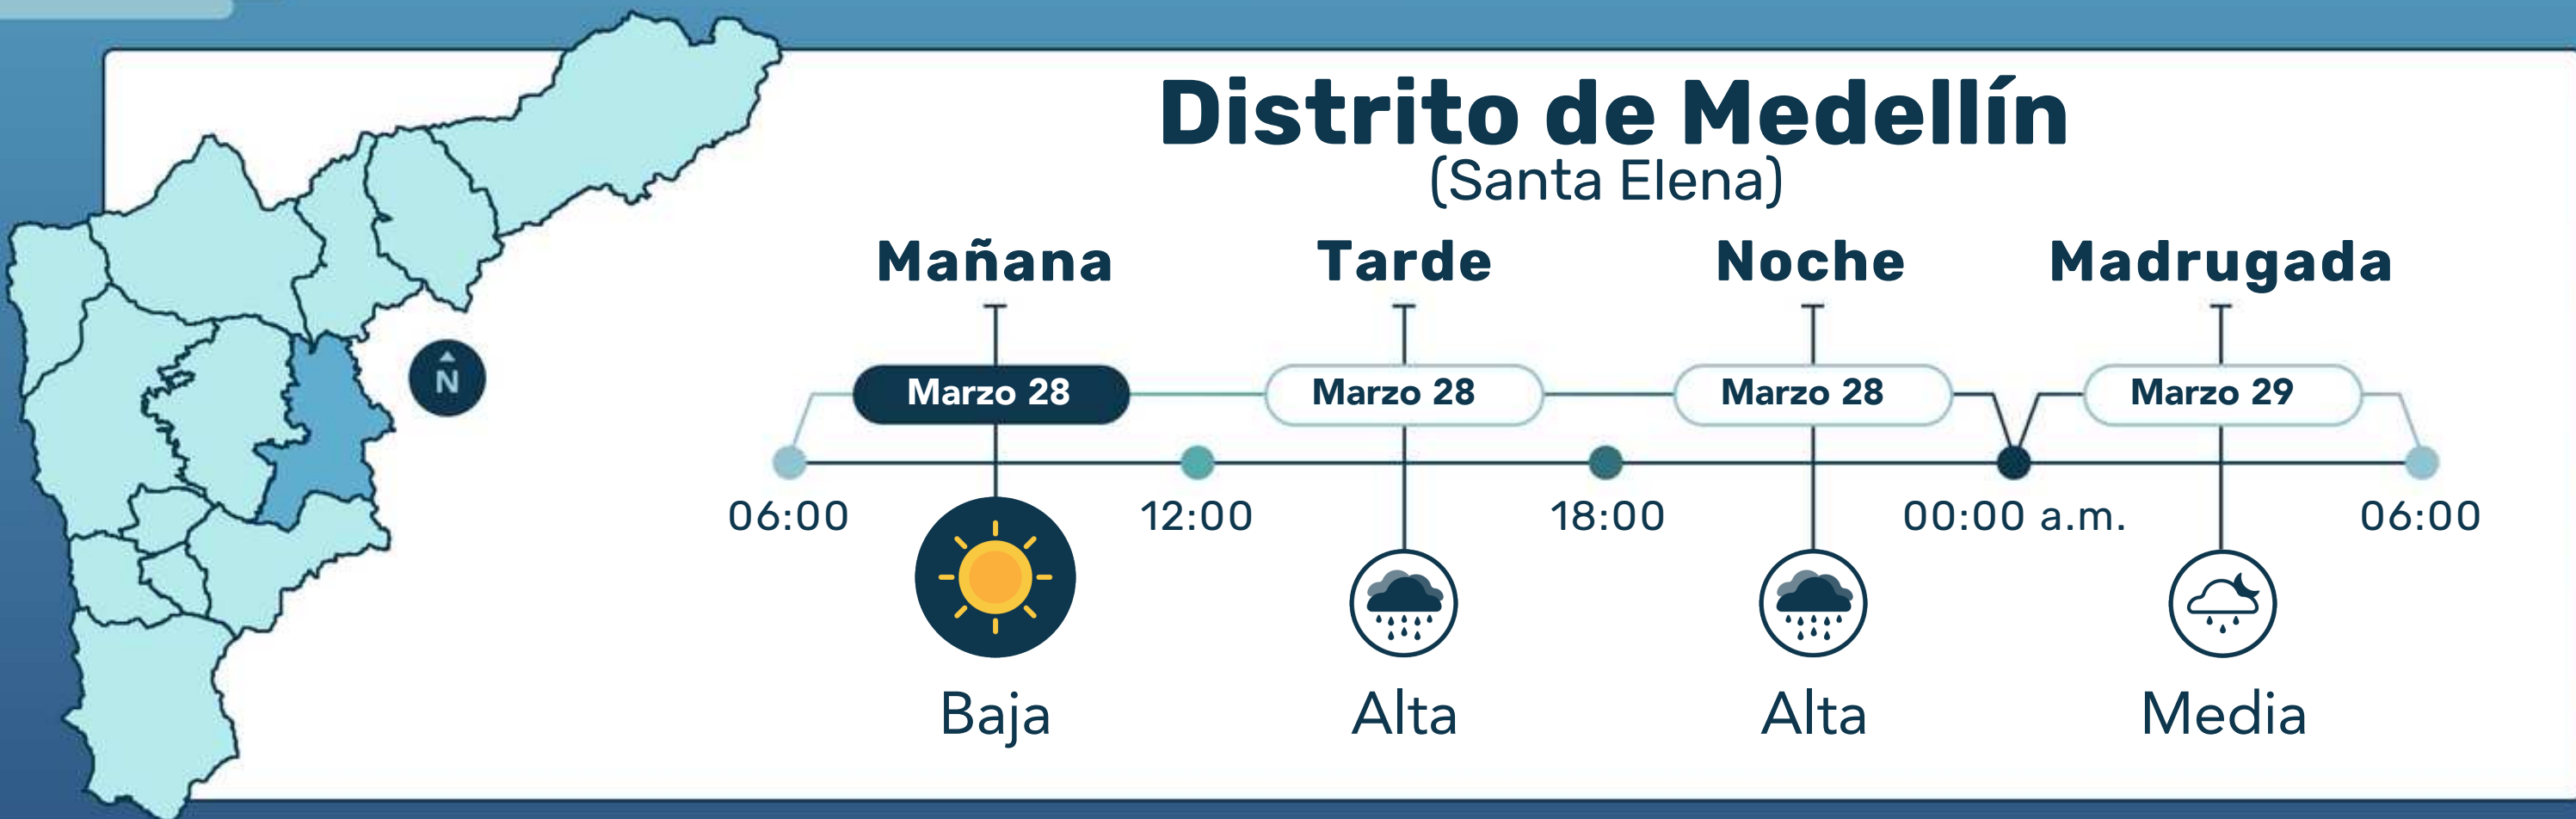 Distrito de Medellín
(Santa Elena)
Mañana Tarde Noche Madrugada
N
Marzo 28 Marzo 28 Marzo 28 Marzo 29
06:00 12:00 18:00 00:00 a.m. 06:00
Baja Alta Alta Media